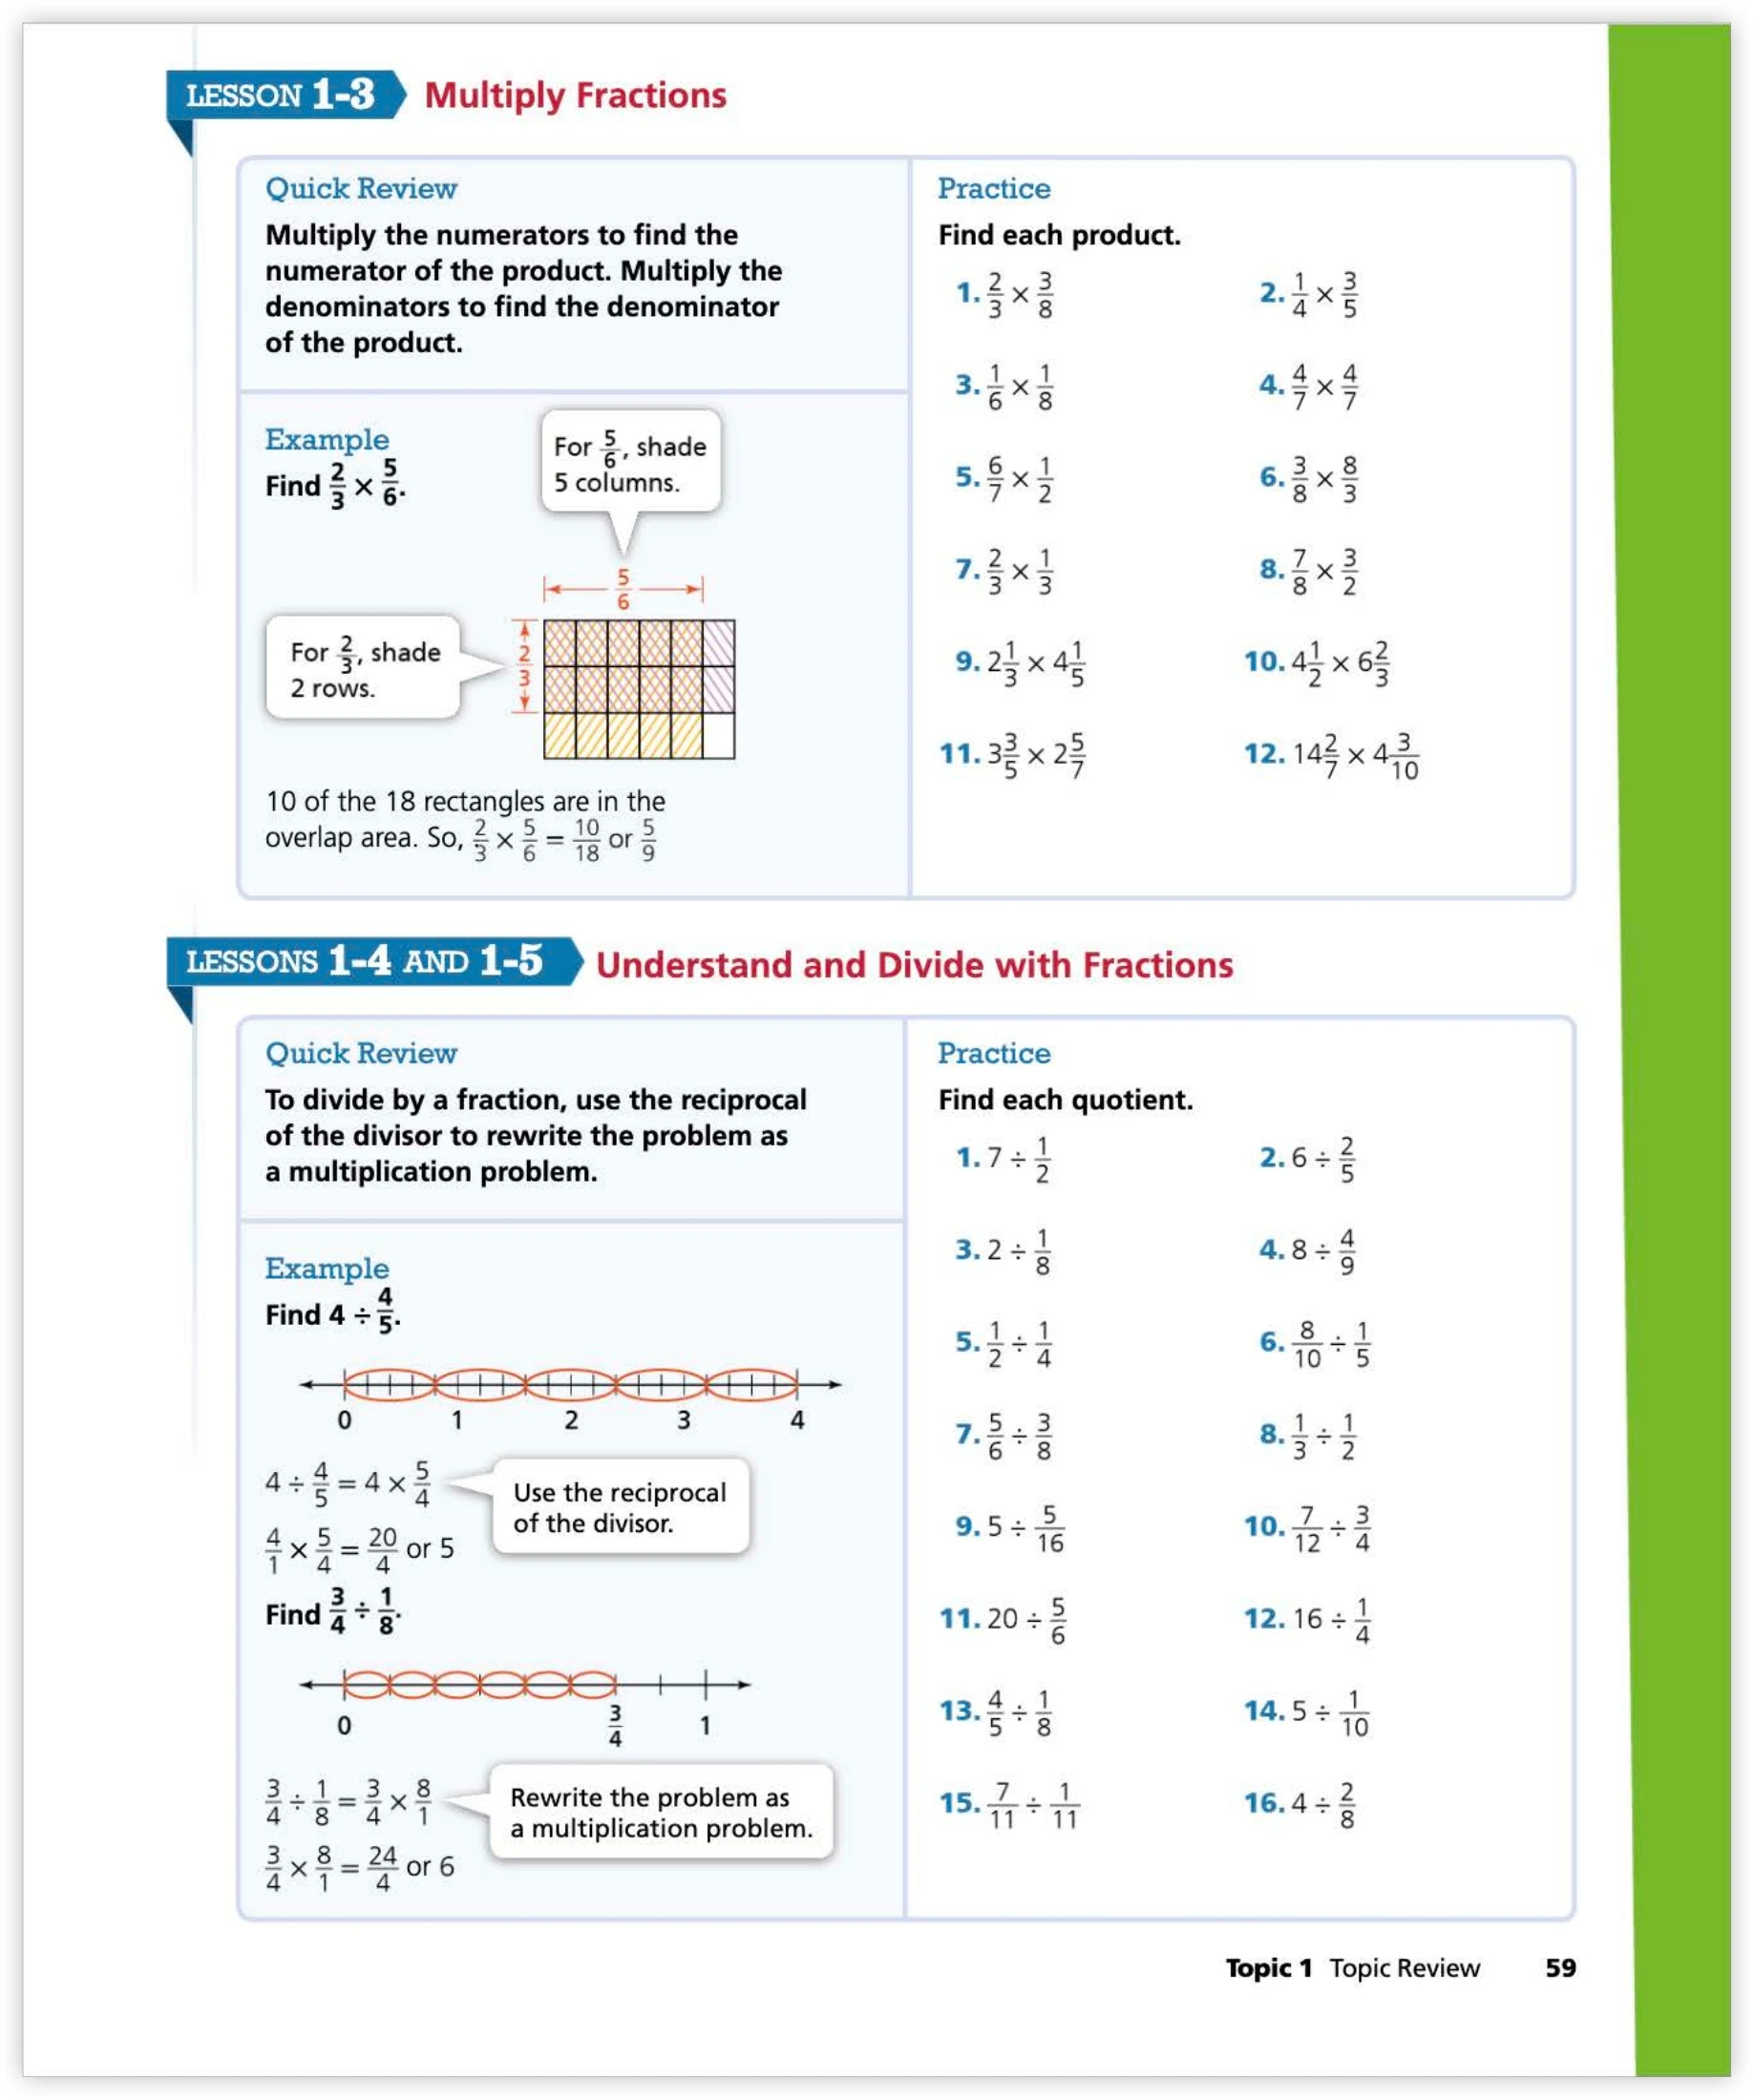 LESSON 1-3 Multiply Fractions
Quick Review
Multiply the numerators to find the
numerator of the product. Multiply the
denominators to find the denominator
of the product.
Example
Find 2/3 × 5/6.
For 5/6, shade
5 columns.
5/6
For 2/3, shade
2 rows.
2/3
10 of the 18 rectangles are in the
overlap area. So, 2/3 × 5/6 = 10/18 or 5/9
Practice
Find each product.
1. 2/3 × 3/8 2. 1/4 × 3/5
3. 1/6 × 1/8 4. 4/7 × 4/7
5. 6/7 × 1/2 6. 3/8 × 8/3
7. 2/3 × 1/3 8. 7/8 × 3/2
9. 2 1/3 × 4 1/5 10. 4 1/2 × 6 2/3
11. 3 3/5 × 2 5/7 12. 14 2/7 × 4 3/10
LESSONS 1-4 AND 1-5 Understand and Divide with Fractions
Quick Review
To divide by a fraction, use the reciprocal
of the divisor to rewrite the problem as
a multiplication problem.
Example
Find 4 ÷ 4/5.
0 1 2 3 4
4 ÷ 4/5 = 4 × 5/4
Use the reciprocal
of the divisor.
4/1 × 5/4 = 20/4 or 5
Find 3/4 ÷ 1/8.
0 3/4 1
3/4 ÷ 1/8 = 3/4 × 8/1
Rewrite the problem as
a multiplication problem.
3/4 × 8/1 = 24/4 or 6
Practice
Find each quotient.
1. 7 ÷ 1/2 2. 6 ÷ 2/5
3. 2 ÷ 1/8 4. 8 ÷ 4/9
5. 1/2 ÷ 1/4 6. 8/10 ÷ 1/5
7. 5/6 ÷ 3/8 8. 1/3 ÷ 1/2
9. 5 ÷ 5/16 10. 7/12 ÷ 3/4
11. 20 ÷ 5/6 12. 16 ÷ 1/4
13. 4/5 ÷ 1/8 14. 5 ÷ 1/10
15. 7/11 ÷ 1/11 16. 4 ÷ 2/8
Topic 1 Topic Review 59